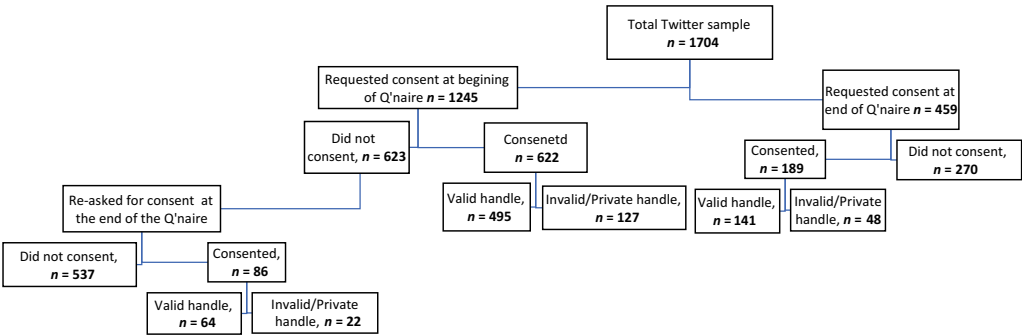 Total Twitter sample
n = 1704
Requested consent at begining
of Q'naire n = 1245
Requested consent at
end of Q'naire n = 459
Did not
consent, n = 623
Consenetd
n = 622
Consented,
n = 189
Did not consent,
n = 270
Re-asked for consent at
the end of the Q'naire
Valid handle,
n = 495
Invalid/Private handle,
n = 127
Valid handle,
n = 141
Invalid/Private
handle, n = 48
Did not consent,
n = 537
Consented,
n = 86
Valid handle,
n = 64
Invalid/Private
handle, n = 22